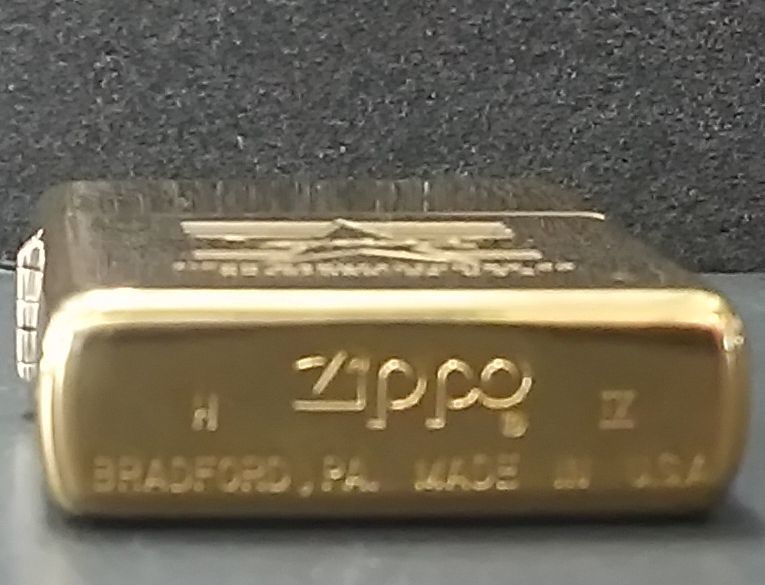 Zippo
H ® IX
BRADFORD, PA. MADE IN U.S.A